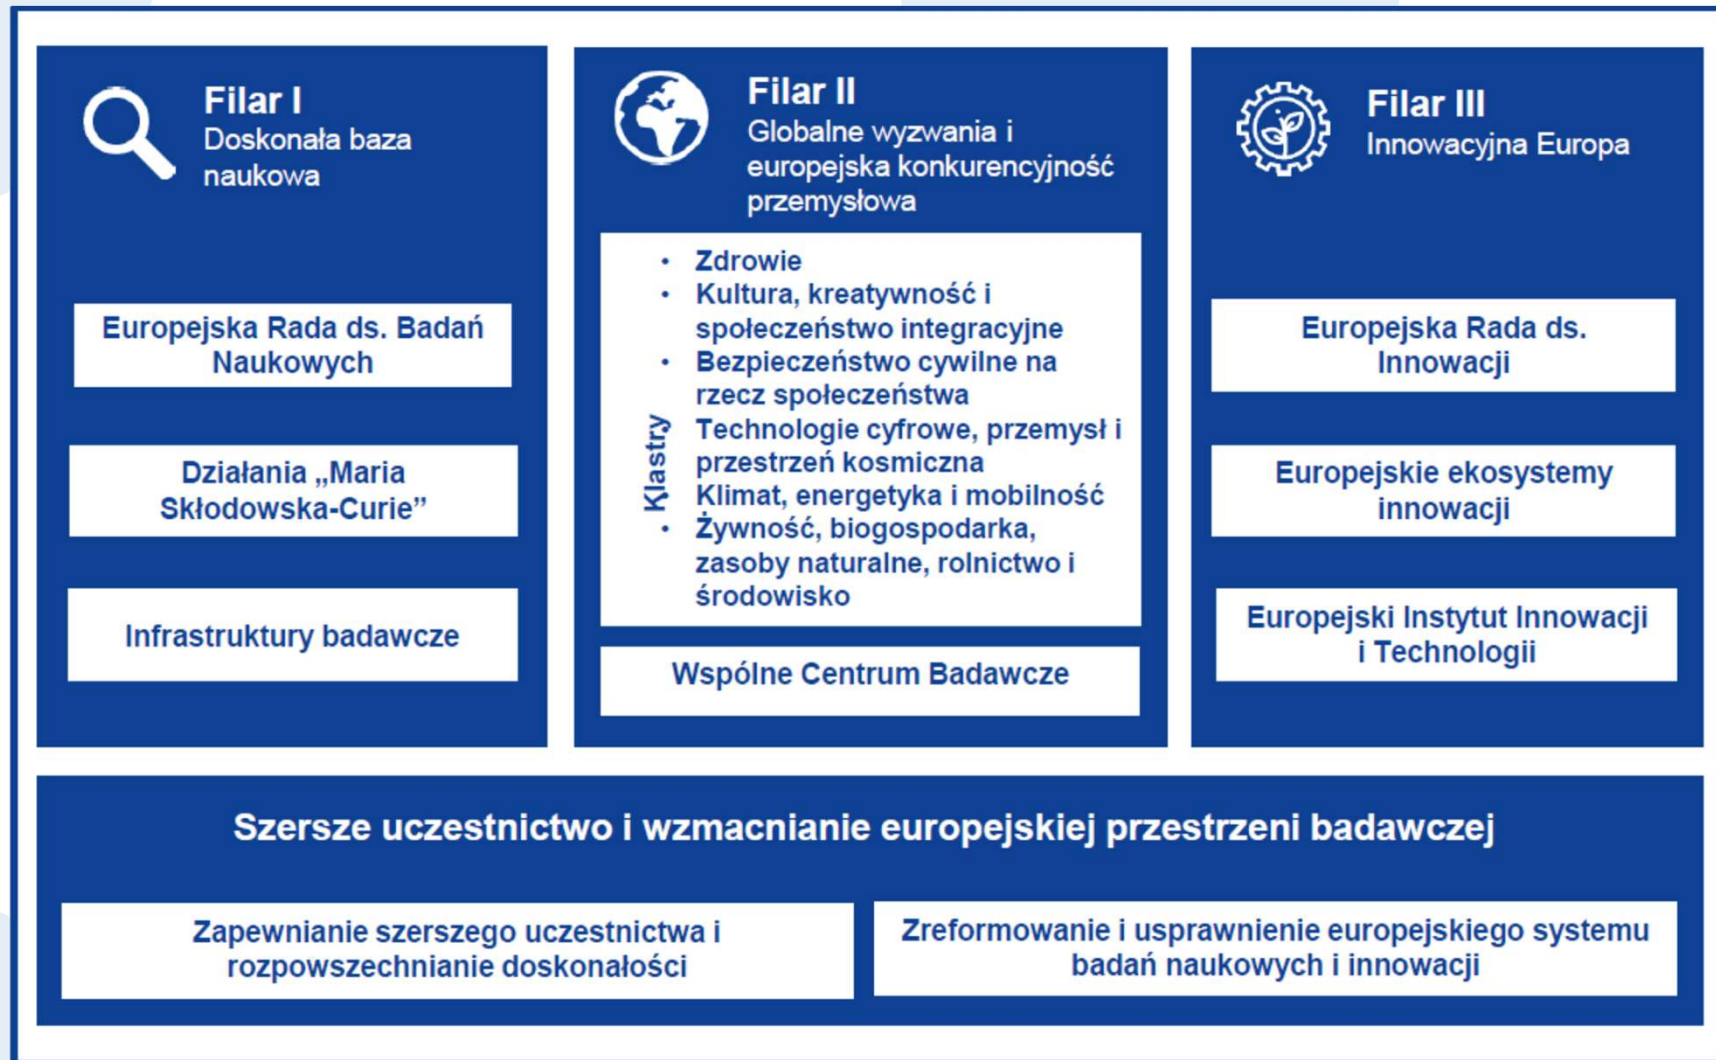 Filar I
Doskonała baza
naukowa
Europejska Rada ds. Badań
Naukowych
Działania „Maria
Skłodowska-Curie”
Infrastruktury badawcze
Filar II
Globalne wyzwania i
europejska konkurencyjność
przemysłowa
Klastry
• Zdrowie
• Kultura, kreatywność i
społeczeństwo integracyjne
• Bezpieczeństwo cywilne na
rzecz społeczeństwa
Technologie cyfrowe, przemysł i
przestrzeń kosmiczna
Klimat, energetyka i mobilność
• Żywność, biogospodarka,
zasoby naturalne, rolnictwo i
środowisko
Wspólne Centrum Badawcze
Filar III
Innowacyjna Europa
Europejska Rada ds.
Innowacji
Europejskie ekosystemy
innowacji
Europejski Instytut Innowacji
i Technologii
Szersze uczestnictwo i wzmacnianie europejskiej przestrzeni badawczej
Zapewnianie szerszego uczestnictwa i
rozpowszechnianie doskonałości
Zreformowanie i usprawnienie europejskiego systemu
badań naukowych i innowacji